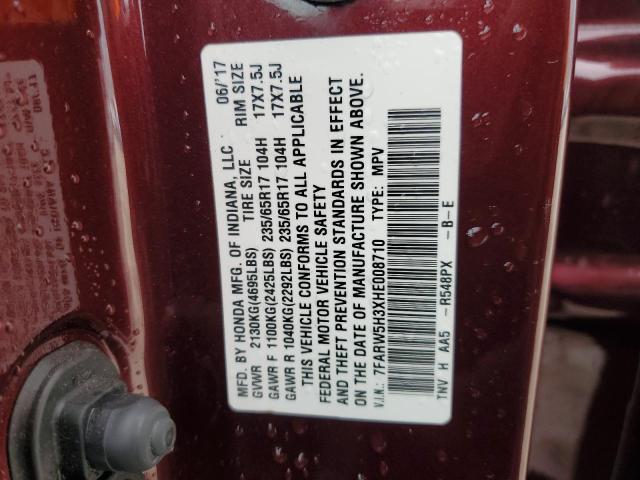 MFD. BY HONDA MFG. OF INDIANA, LLC 06/'17
TIRE SIZE RIM SIZE
GVWR 2130KG(4695LBS)
GAWR F 1100KG(2425LBS) 235/65R17 104H 17X7.5J
GAWR R 1040KG(2292LBS) 235/65R17 104H 17X7.5J
THIS VEHICLE CONFORMS TO ALL APPLICABLE
FEDERAL MOTOR VEHICLE SAFETY
AND THEFT PREVENTION STANDARDS IN EFFECT
ON THE DATE OF MANUFACTURE SHOWN ABOVE.
V.I.N.: 7FARW5H3XHE008710 TYPE: MPV
TNV H AA5 -R548PX -B-E